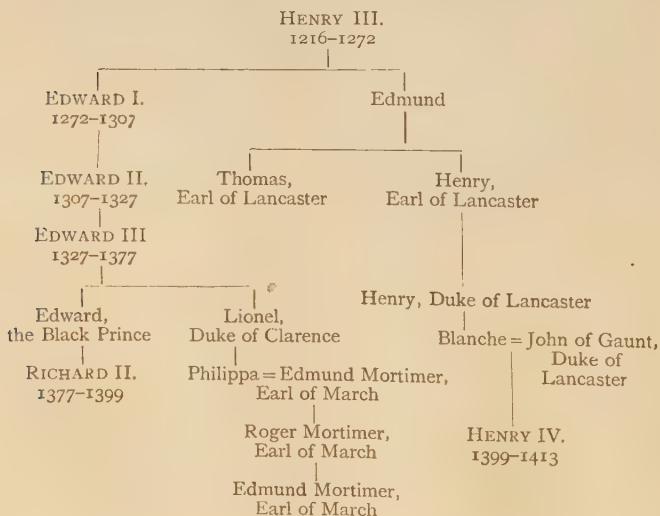 HENRY III.
1216–1272
EDWARD I.
1272–1307
Edmund
EDWARD II.
1307–1327
Thomas,
Earl of Lancaster
Henry,
Earl of Lancaster
EDWARD III
1327–1377
Edward,
the Black Prince
Lionel,
Duke of Clarence
Henry, Duke of Lancaster
Blanche = John of Gaunt,
Duke of
Lancaster
RICHARD II.
1377–1399
Philippa = Edmund Mortimer,
Earl of March
Roger Mortimer,
Earl of March
HENRY IV.
1399–1413
Edmund Mortimer,
Earl of March